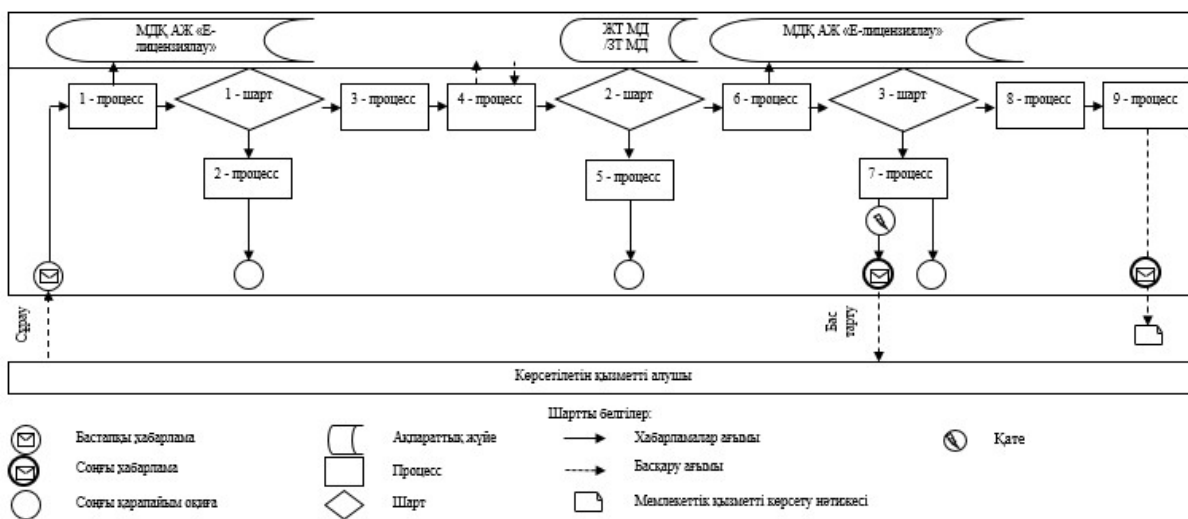 МДҚ АЖ «Е-
лицензиялау»
ЖТ МД
/ЗТ МД
МДҚ АЖ «Е-лицензиялау»
1 - процесс
1 - шарт
3 - процесс
4 - процесс
2 - шарт
6 - процесс
3 - шарт
8 - процесс
9 - процесс
2 - процесс
5 - процесс
7 - процесс
Сұрау
Бас
тарту
Көрсетілетін қызметті алушы
Шартты белгілер:
Бастапқы хабарлама
Ақпараттық жүйе
Хабарламалар ағымы
Қате
Соңғы хабарлама
Процесс
Басқару ағымы
Соңғы қарапайым оқиға
Шарт
Мемлекеттік қызметті көрсету нәтижесі